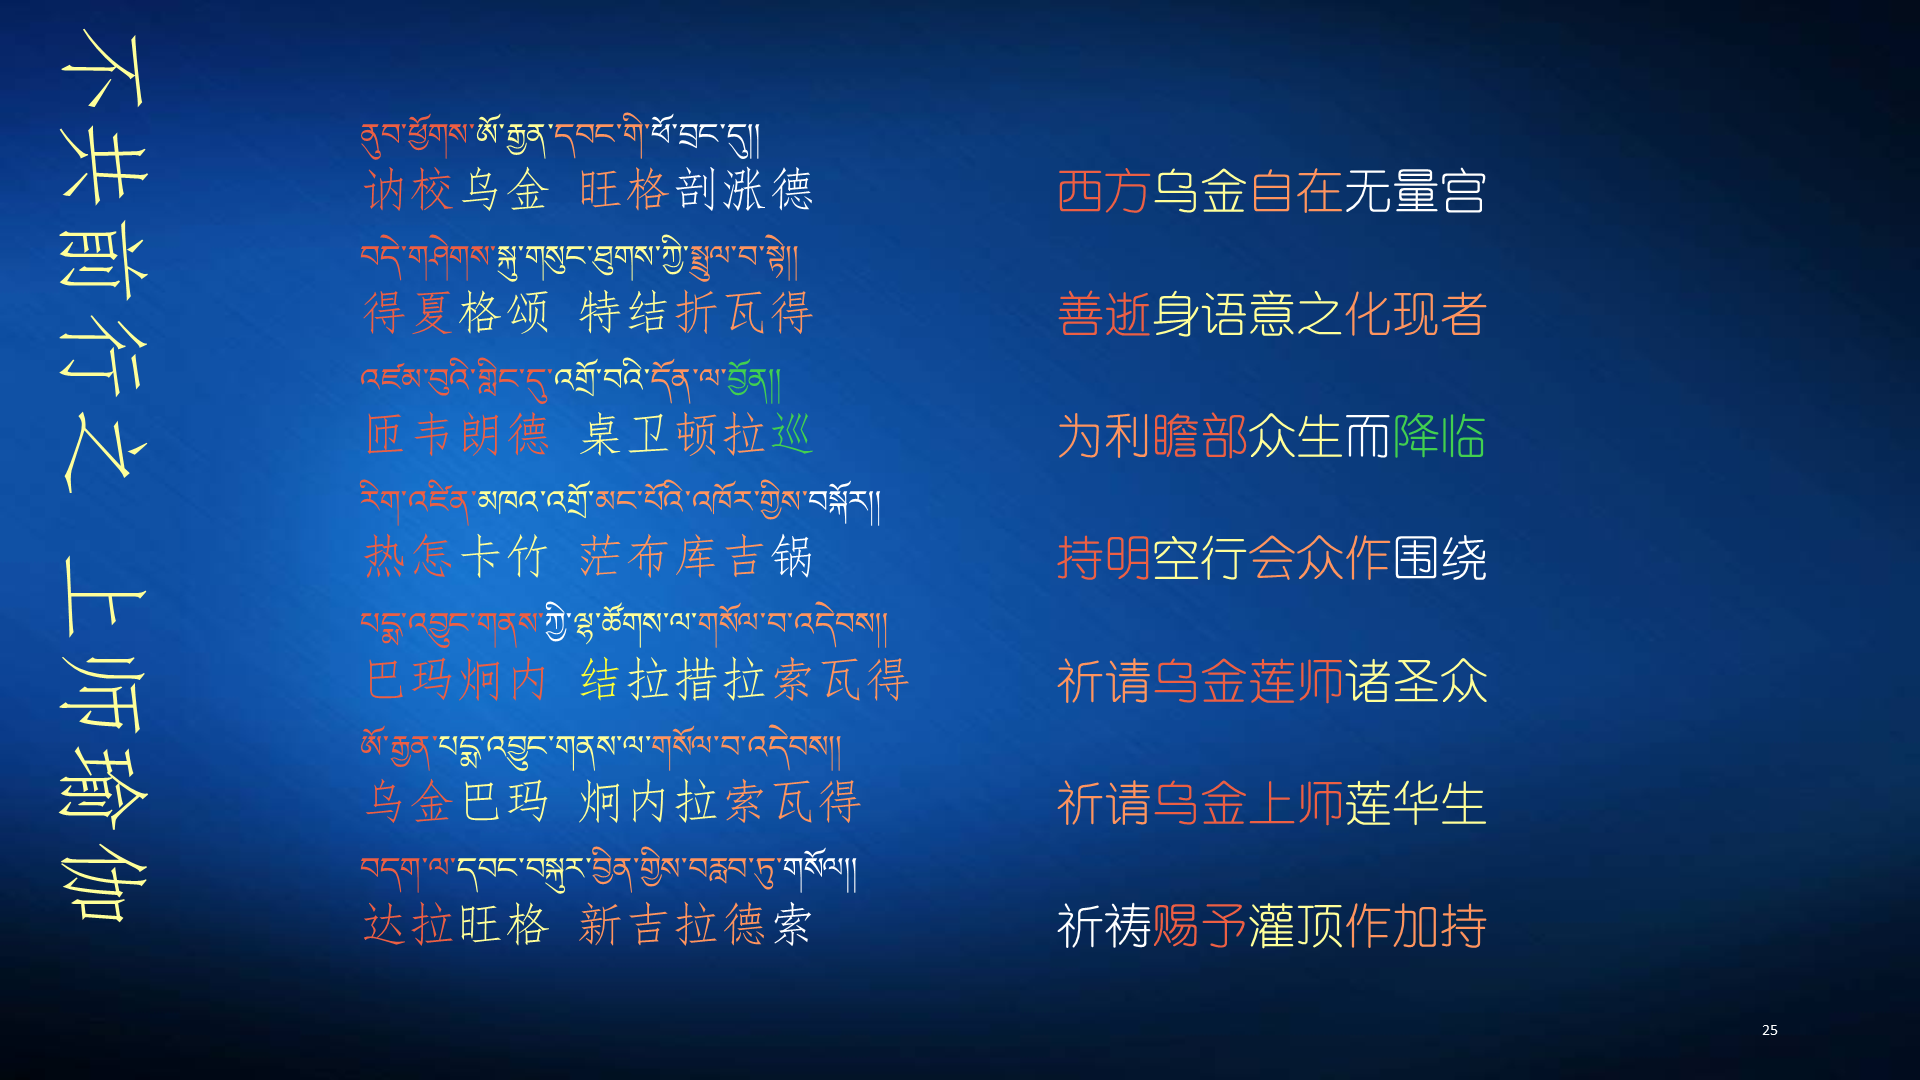 不共前行之 上师瑜伽
ནུབ་ཕྱོགས་ཨོ་རྒྱན་དབང་གི་ཕོ་བྲང་དུ།།
讷校乌金 旺格剖涨德
西方乌金自在无量宫
བདེ་གཤེགས་སྐུ་གསུང་ཐུགས་ཀྱི་སྤྲུལ་བ་སྟེ།།
得夏格颂 特结折瓦得
善逝身语意之化现者
འཛམ་བུའི་གླིང་དུ་འགྲོ་བའི་དོན་ལ་བྱོན།།
匝韦朗德 桌卫顿拉巡
为利瞻部众生而降临
རིག་འཛིན་མཁའ་འགྲོ་མང་པོའི་འཁོར་གྱིས་བསྐོར།།
热怎卡竹 茫布库吉锅
持明空行会众作围绕
པདྨ་འབྱུང་གནས་ཀྱི་ལྷ་ཚོགས་ལ་གསོལ་བ་འདེབས།།
巴玛炯内 结拉措拉索瓦得
祈请乌金莲师诸圣众
ཨོ་རྒྱན་པདྨ་འབྱུང་གནས་ལ་གསོལ་བ་འདེབས།།
乌金巴玛 炯内拉索瓦得
祈请乌金上师莲华生
བདག་ལ་དབང་བསྐུར་བྱིན་གྱིས་བརླབ་ཏུ་གསོལ།།
达拉旺格 新吉拉德索
祈祷赐予灌顶作加持
25